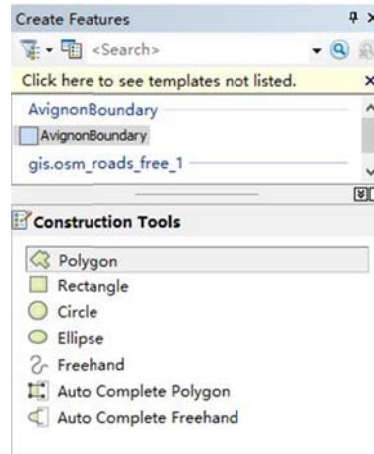 Create Features
<Search>
Click here to see templates not listed.
AvignonBoundary
AvignonBoundary
gis.osm_roads_free_1
Construction Tools
Polygon
Rectangle
Circle
Ellipse
Freehand
Auto Complete Polygon
Auto Complete Freehand